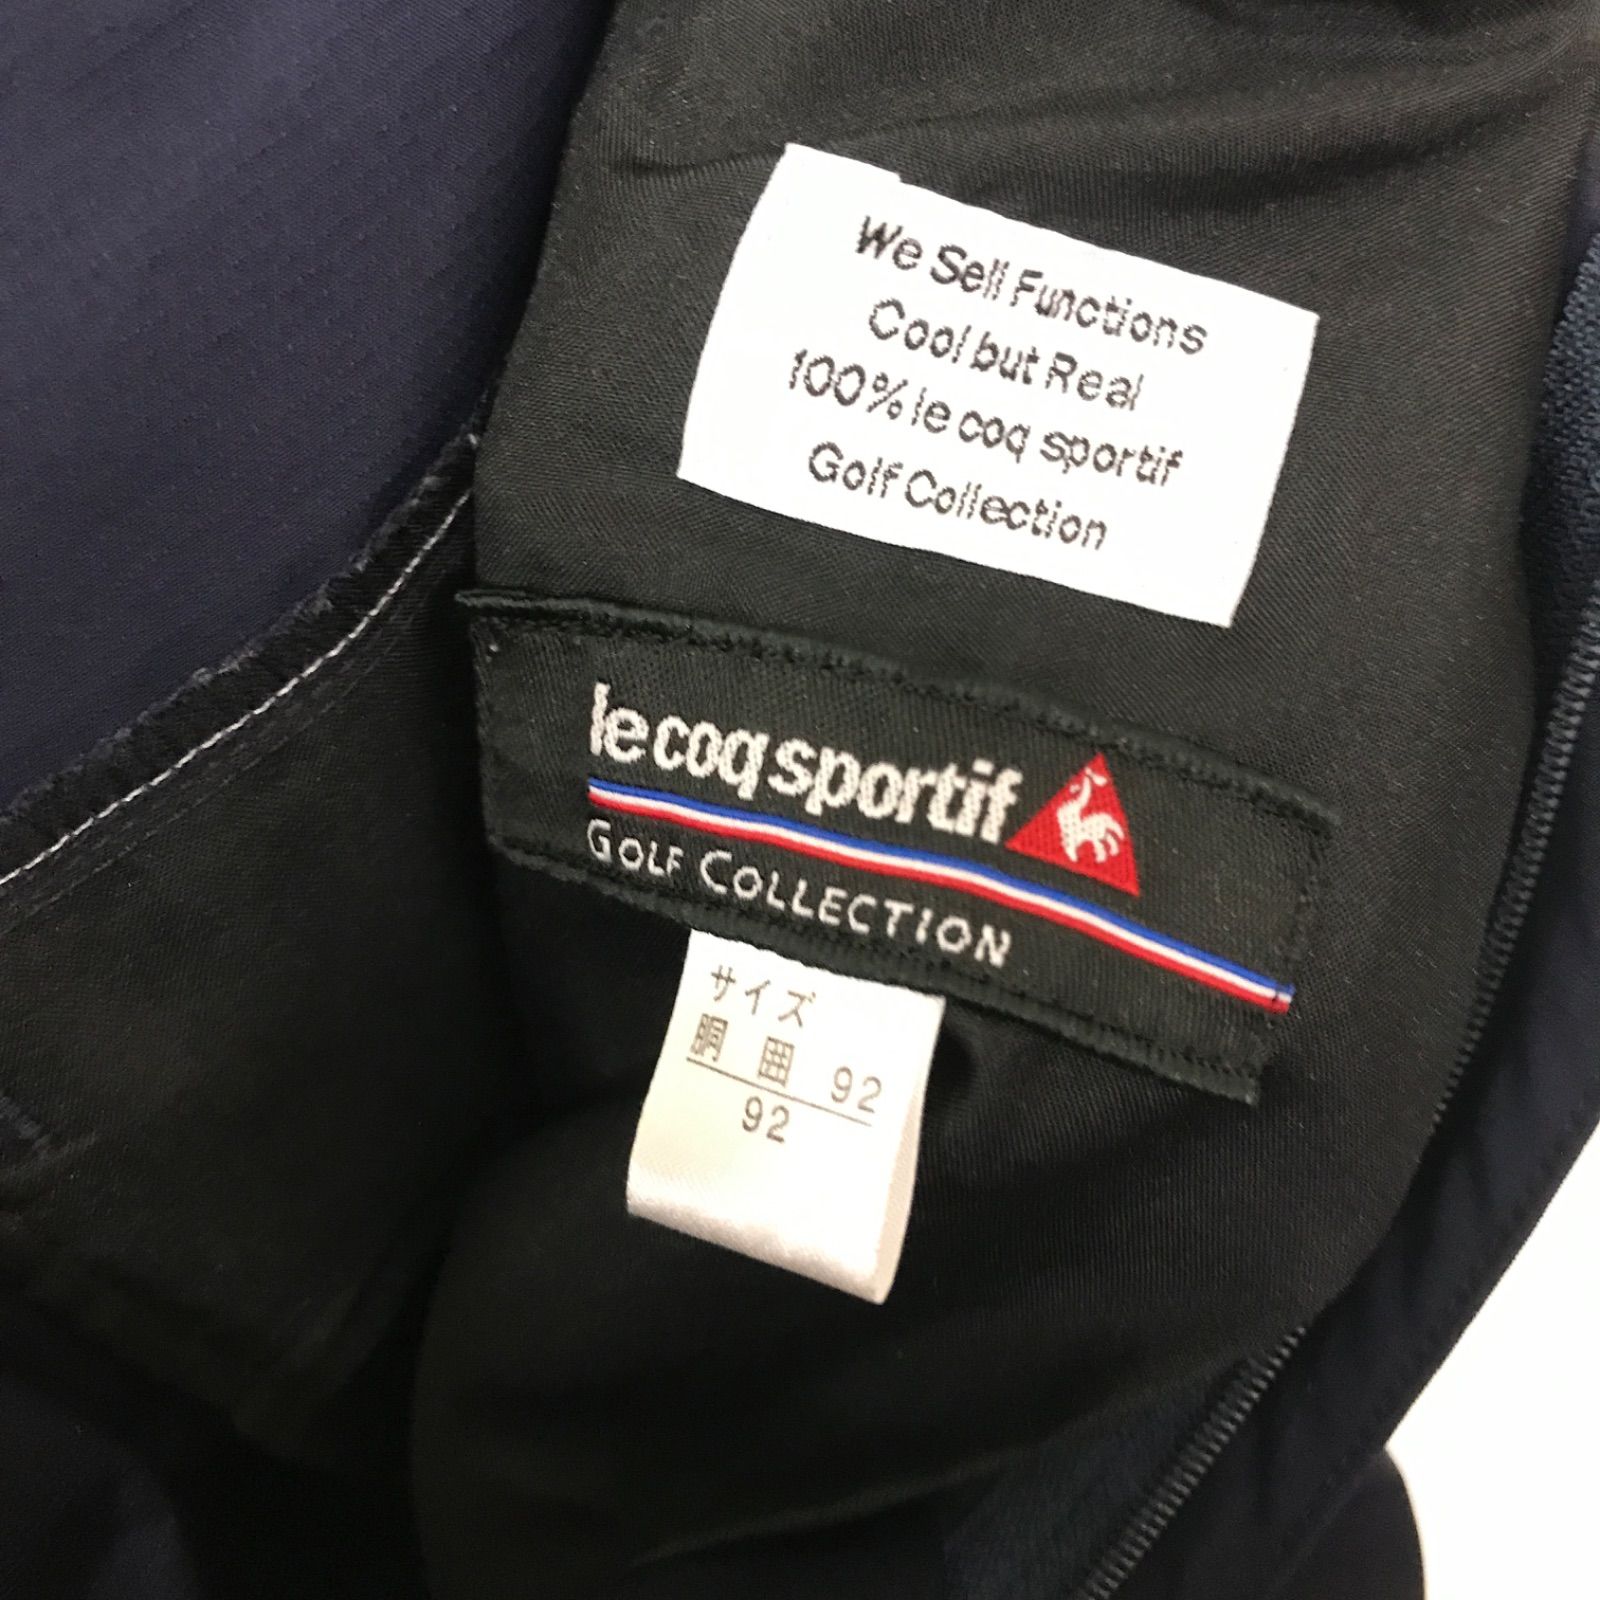 We Sell Functions
Cool but Real
100% le coq sportif
Golf Collection
le coq sportif
GOLF COLLECTION
サイズ
胴囲 92
92